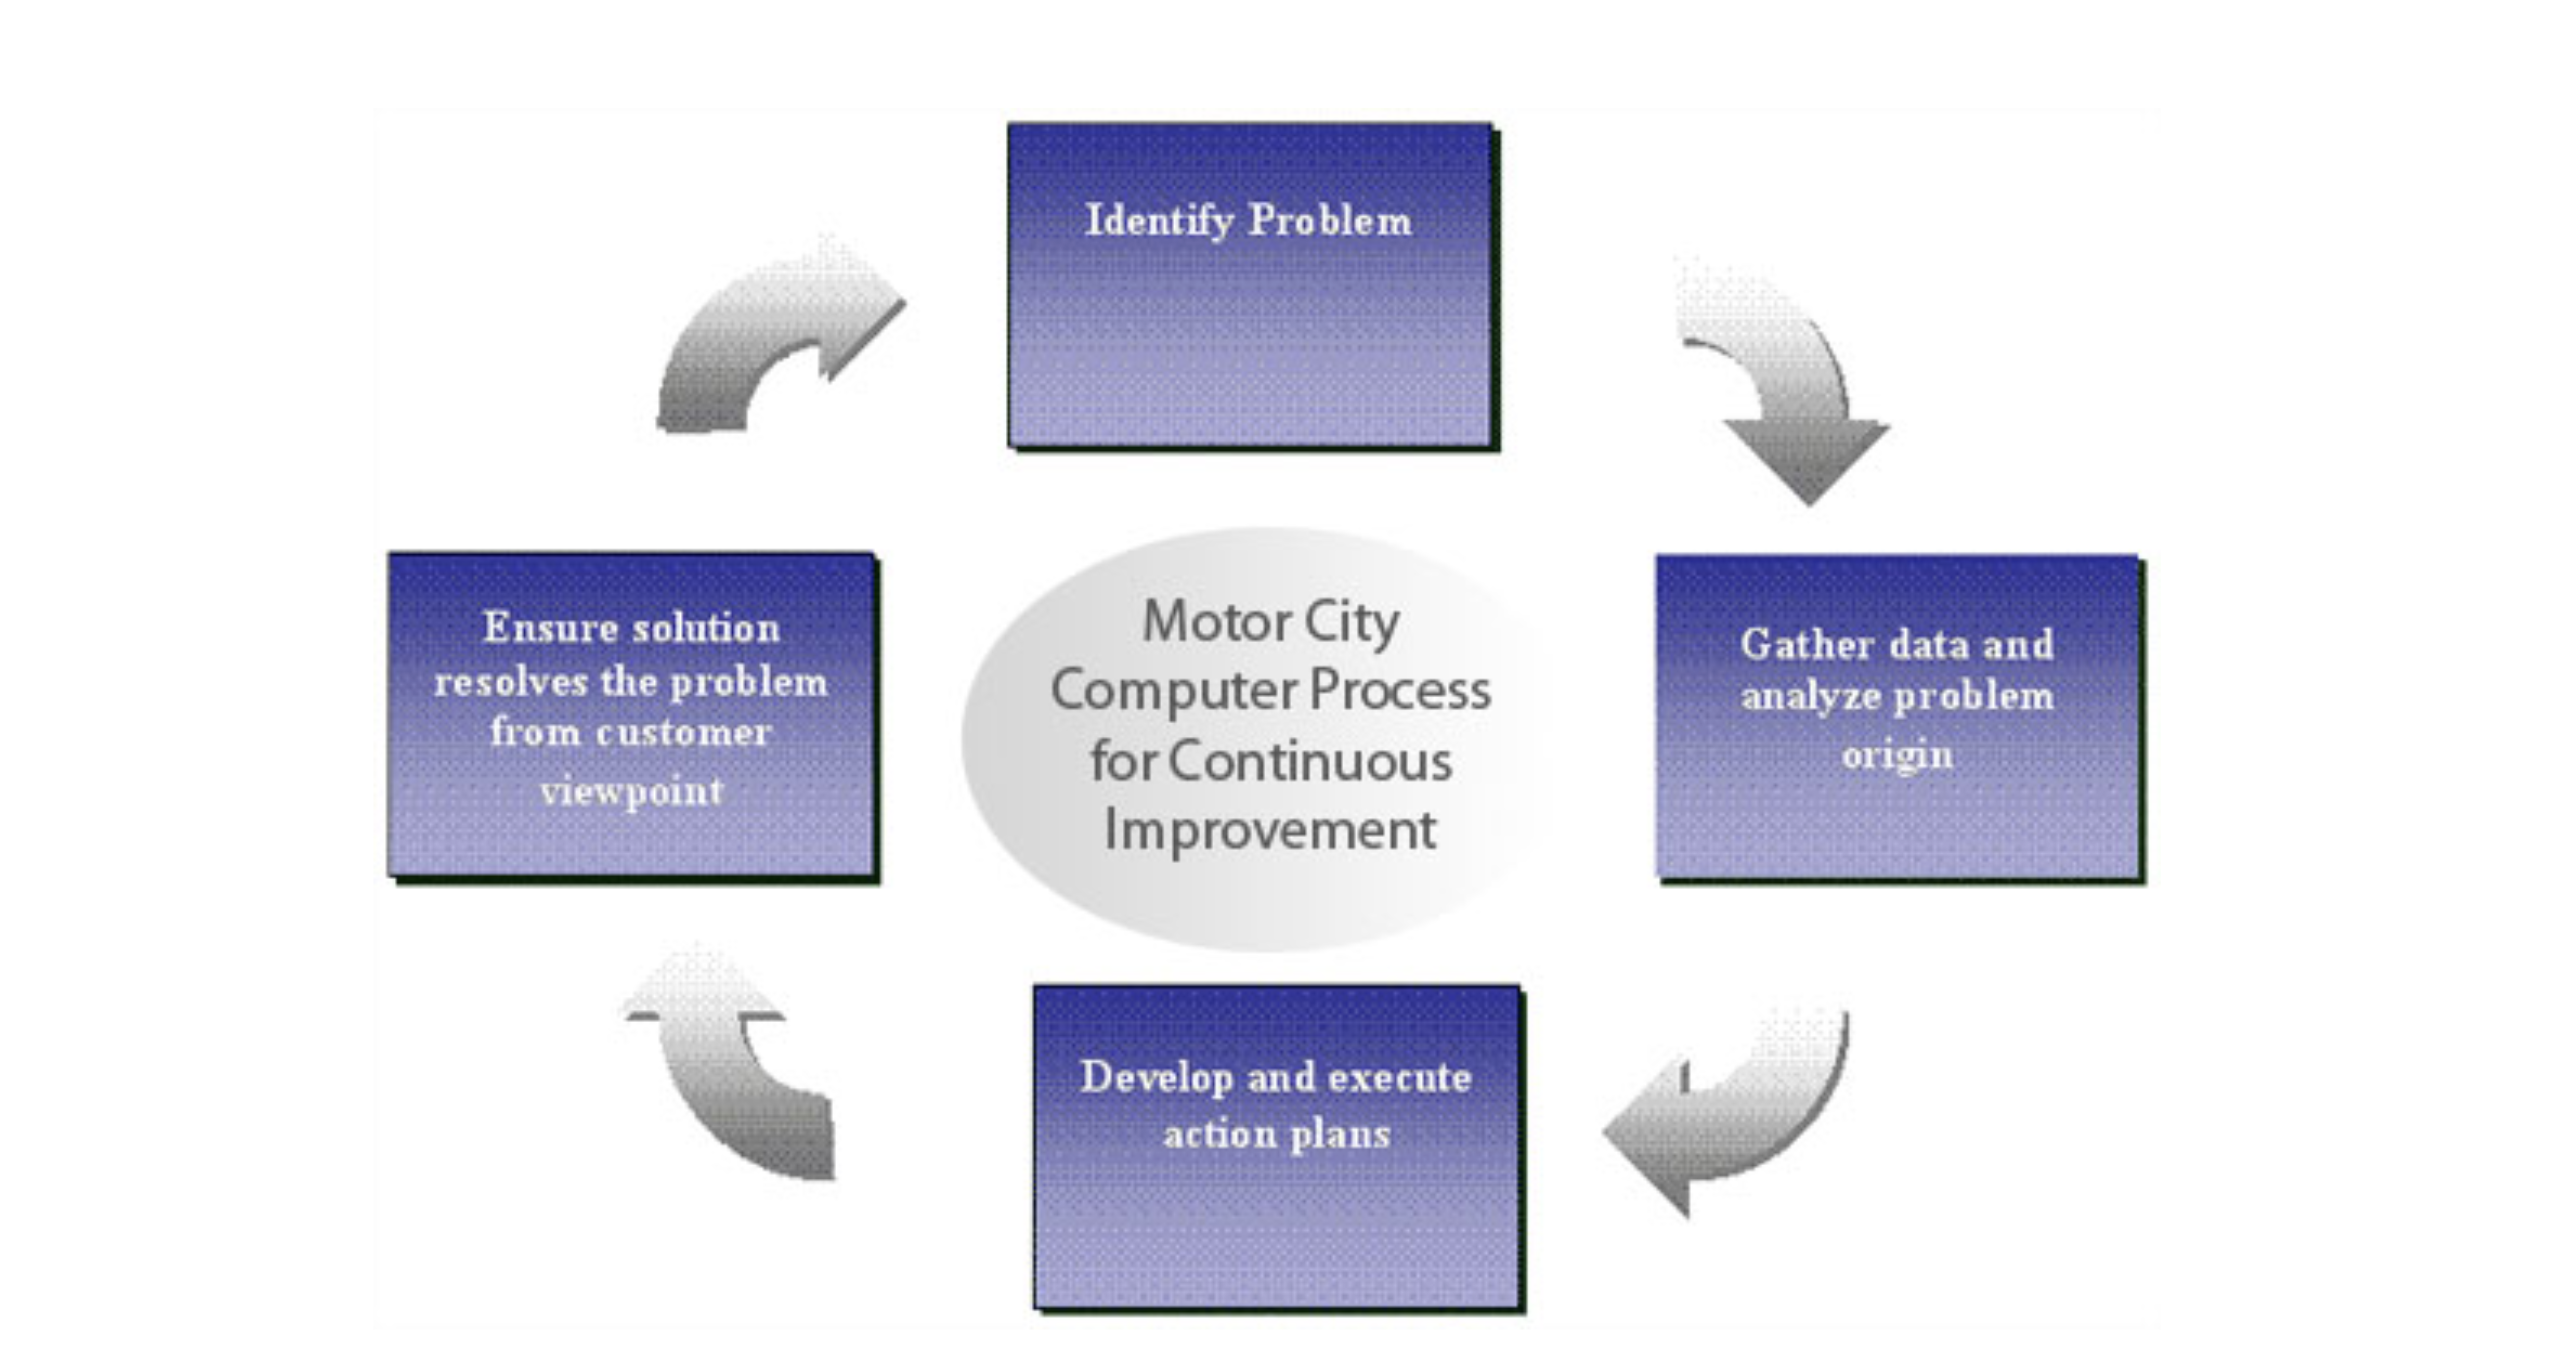 Identify Problem
Ensure solution
resolves the problem
from customer
viewpoint
Motor City
Computer Process
for Continuous
Improvement
Gather data and
analyze problem
origin
Develop and execute
action plans